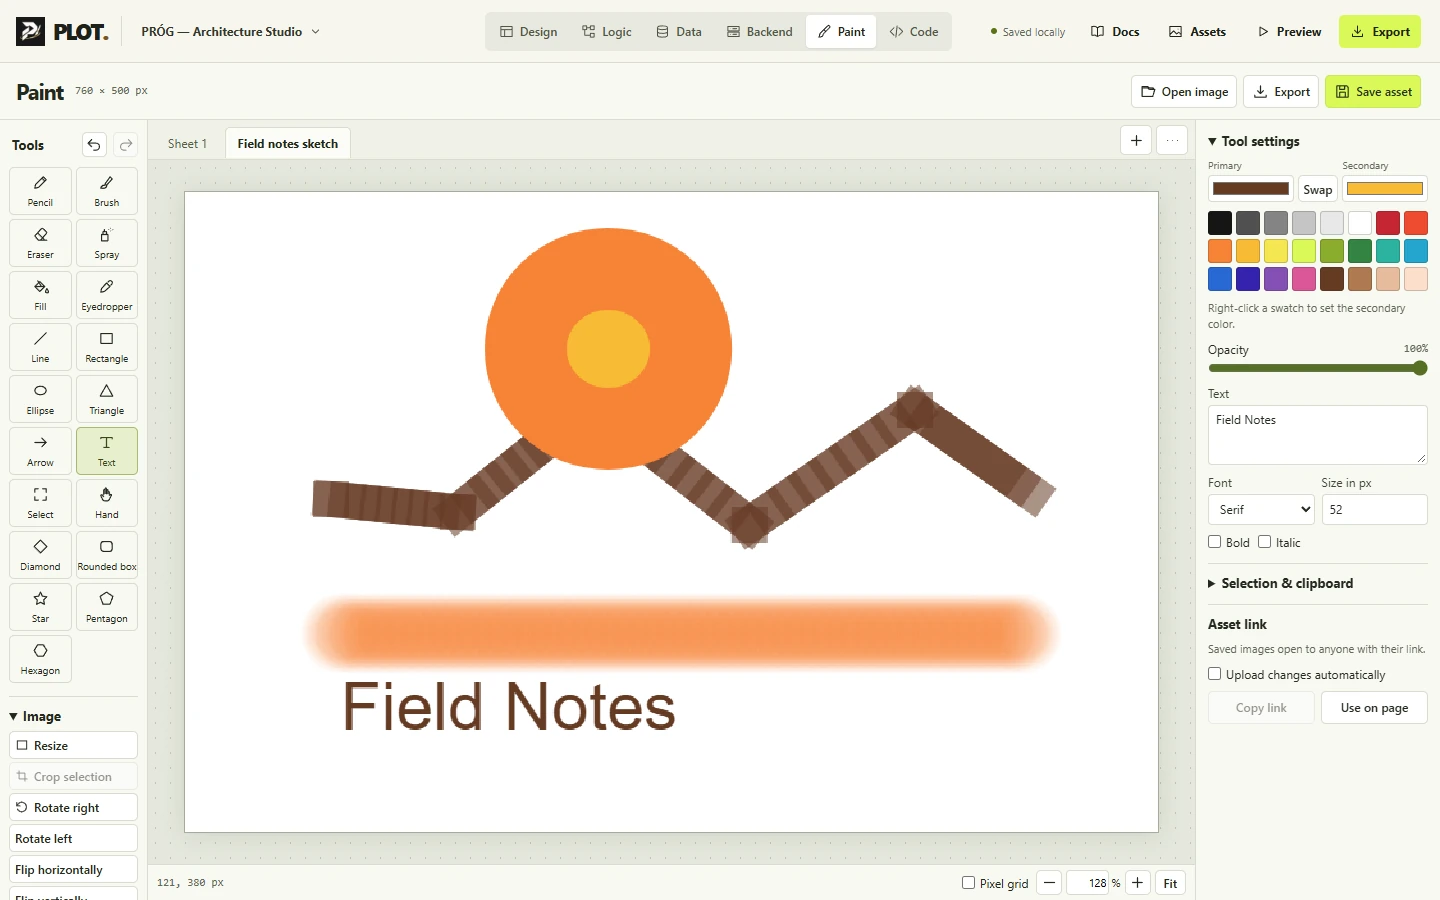 PLOT.
PRÓG — Architecture Studio
Design
Logic
Data
Backend
Paint
Code
Saved locally
Docs
Assets
Preview
Export
Paint
760 × 500 px
Open image
Export
Save asset
Tools
Sheet 1
Field notes sketch
Pencil
Brush
Eraser
Spray
Fill
Eyedropper
Line
Rectangle
Ellipse
Triangle
Arrow
Text
Select
Hand
Diamond
Rounded box
Star
Pentagon
Hexagon
Image
Resize
Crop selection
Rotate right
Rotate left
Flip horizontally
Flip vertically
Field Notes
121, 380 px
Pixel grid
128 %
Fit
Tool settings
Primary
Secondary
Swap
Right-click a swatch to set the secondary
color.
Opacity
100%
Text
Field Notes
Font
Size in px
Serif
52
Bold
Italic
Selection & clipboard
Asset link
Saved images open to anyone with their link.
Upload changes automatically
Copy link
Use on page